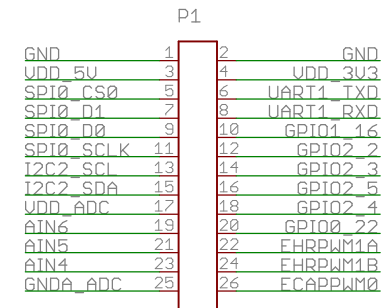 P1
GND 1 2 GND
VDD_5V 3 4 VDD_3V3
SPI0_CS0 5 6 UART1_TXD
SPI0_D1 7 8 UART1_RXD
SPI0_D0 9 10 GPIO1_16
SPI0_SCLK 11 12 GPIO2_2
I2C2_SCL 13 14 GPIO2_3
I2C2_SDA 15 16 GPIO2_5
VDD_ADC 17 18 GPIO2_4
AIN6 19 20 GPIO0_22
AIN5 21 22 EHRPWM1A
AIN4 23 24 EHRPWM1B
GNDA_ADC 25 26 ECAPPWM0